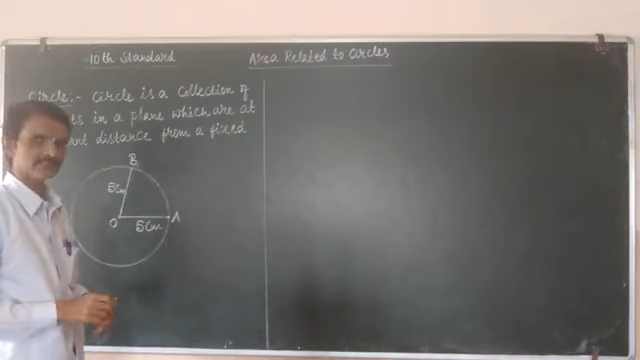 10th Standard
Area Related to Circles
Circle:- Circle is a Collection of
in a plane which are at
distance from a fixed
B
5cm
O
A
5cm